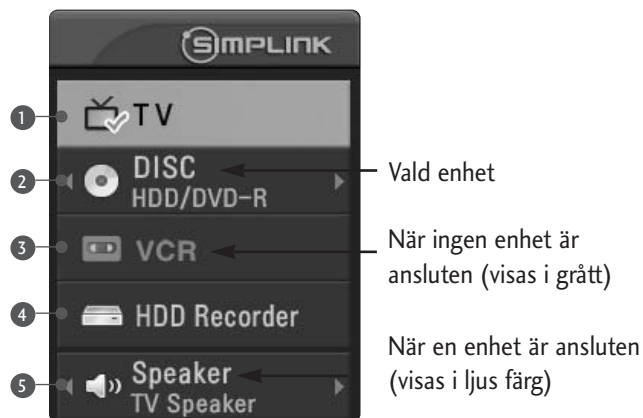 SIMPLINK
1 TV
2 DISC
HDD/DVD-R
Vald enhet
3 VCR
När ingen enhet är
ansluten (visas i grått)
4 HDD Recorder
5 Speaker
TV Speaker
När en enhet är ansluten
(visas i ljus färg)